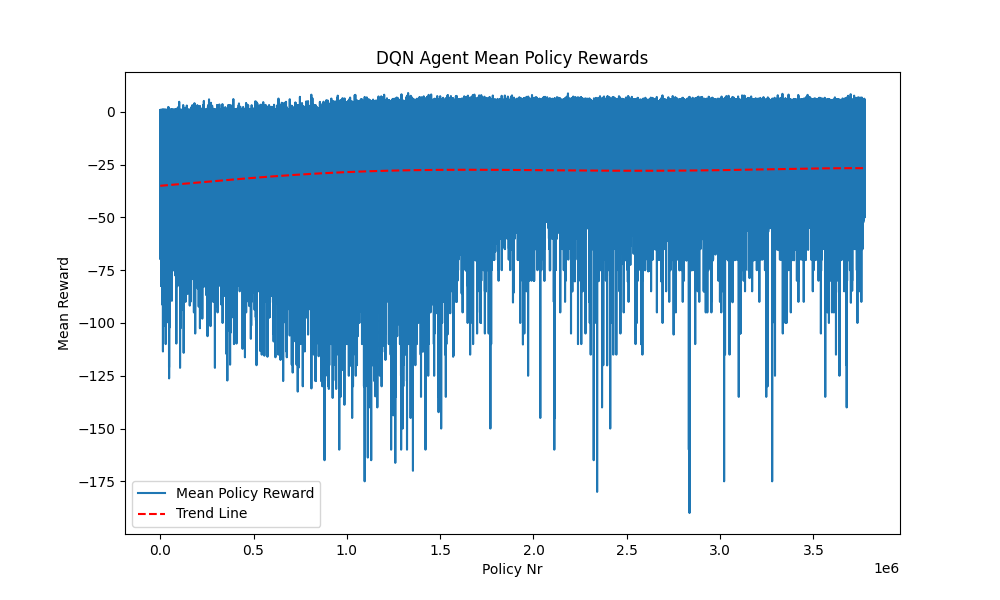 DQN Agent Mean Policy Rewards
Mean Reward
0
−25
−50
−75
−100
−125
−150
−175
Mean Policy Reward
Trend Line
0.0 0.5 1.0 1.5 2.0 2.5 3.0 3.5
1e6
Policy Nr